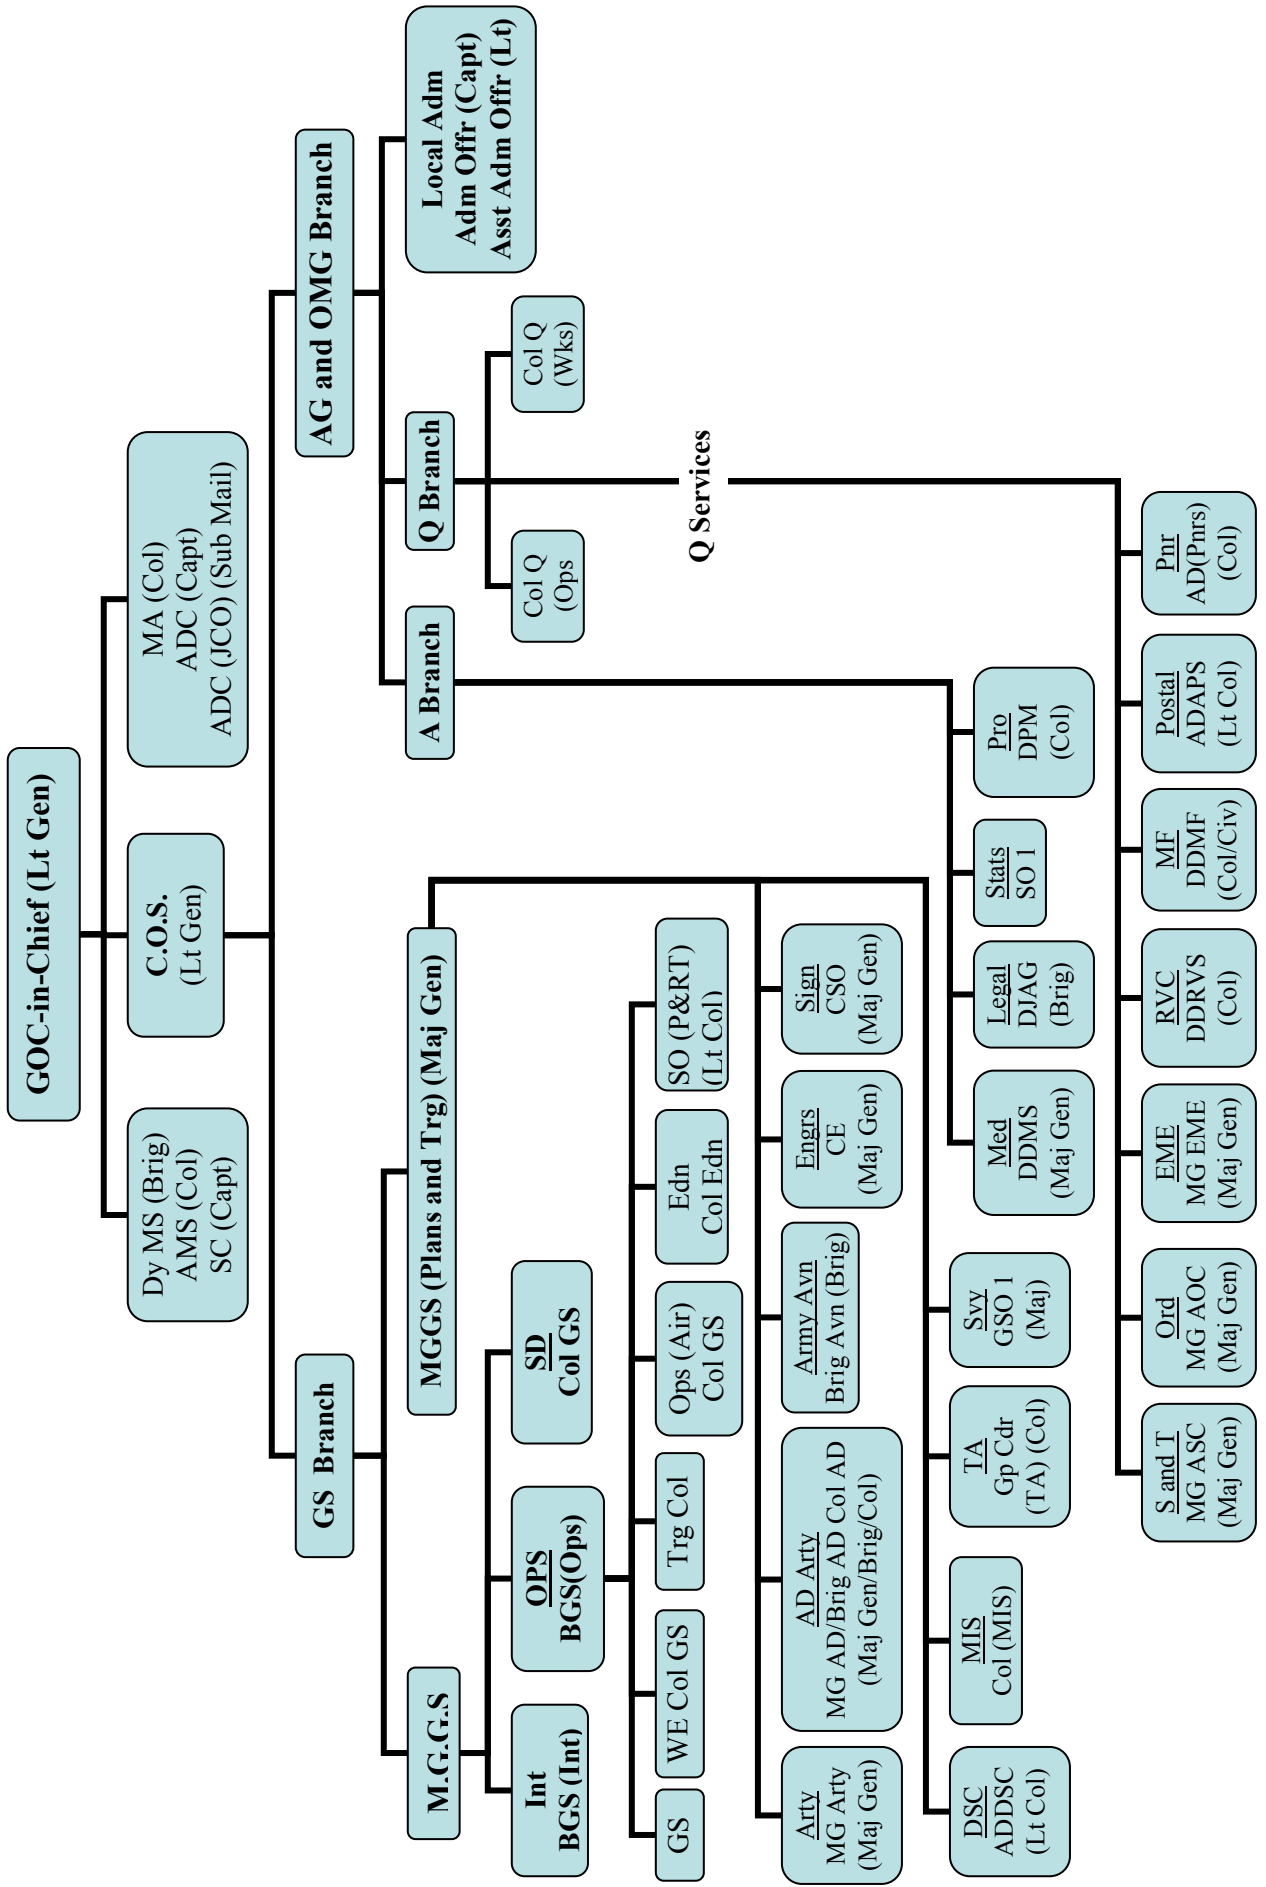 GOC-in-Chief (Lt Gen)
Dy MS (Brig)
AMS (Col)
SC (Capt)
C.O.S.
(Lt Gen)
MA (Col)
ADC (Capt)
ADC (JCO) (Sub Mail)
GS Branch
AG and OMG Branch
M.G.G.S
MGGS (Plans and Trg) (Maj Gen)
A Branch
Q Branch
Local Adm
Adm Offr (Capt)
Asst Adm Offr (Lt)
Int
BGS (Int)
OPS
BGS(Ops)
SD
Col GS
Col Q
(Ops
Col Q
(Wks)
GS
WE Col GS
Trg Col
Ops (Air)
Col GS
Edn
Col Edn
SO (P&RT)
(Lt Col)
Q Services
Arty
MG Arty
(Maj Gen)
AD Arty
MG AD/Brig AD Col AD
(Maj Gen/Brig/Col)
Army Avn
Brig Avn (Brig)
Engrs
CE
(Maj Gen)
Sign
CSO
(Maj Gen)
DSC
ADDSC
(Lt Col)
MIS
Col (MIS)
TA
Gp Cdr
(TA) (Col)
Svy
GSO 1
(Maj)
Med
DDMS
(Maj Gen)
Legal
DJAG
(Brig)
Stats
SO 1
Pro
DPM
(Col)
S and T
MG ASC
(Maj Gen)
Ord
MG AOC
(Maj Gen)
EME
MG EME
(Maj Gen)
RVC
DDRVS
(Col)
MF
DDMF
(Col/Civ)
Postal
ADAPS
(Lt Col)
Pnr
AD(Pnrs)
(Col)